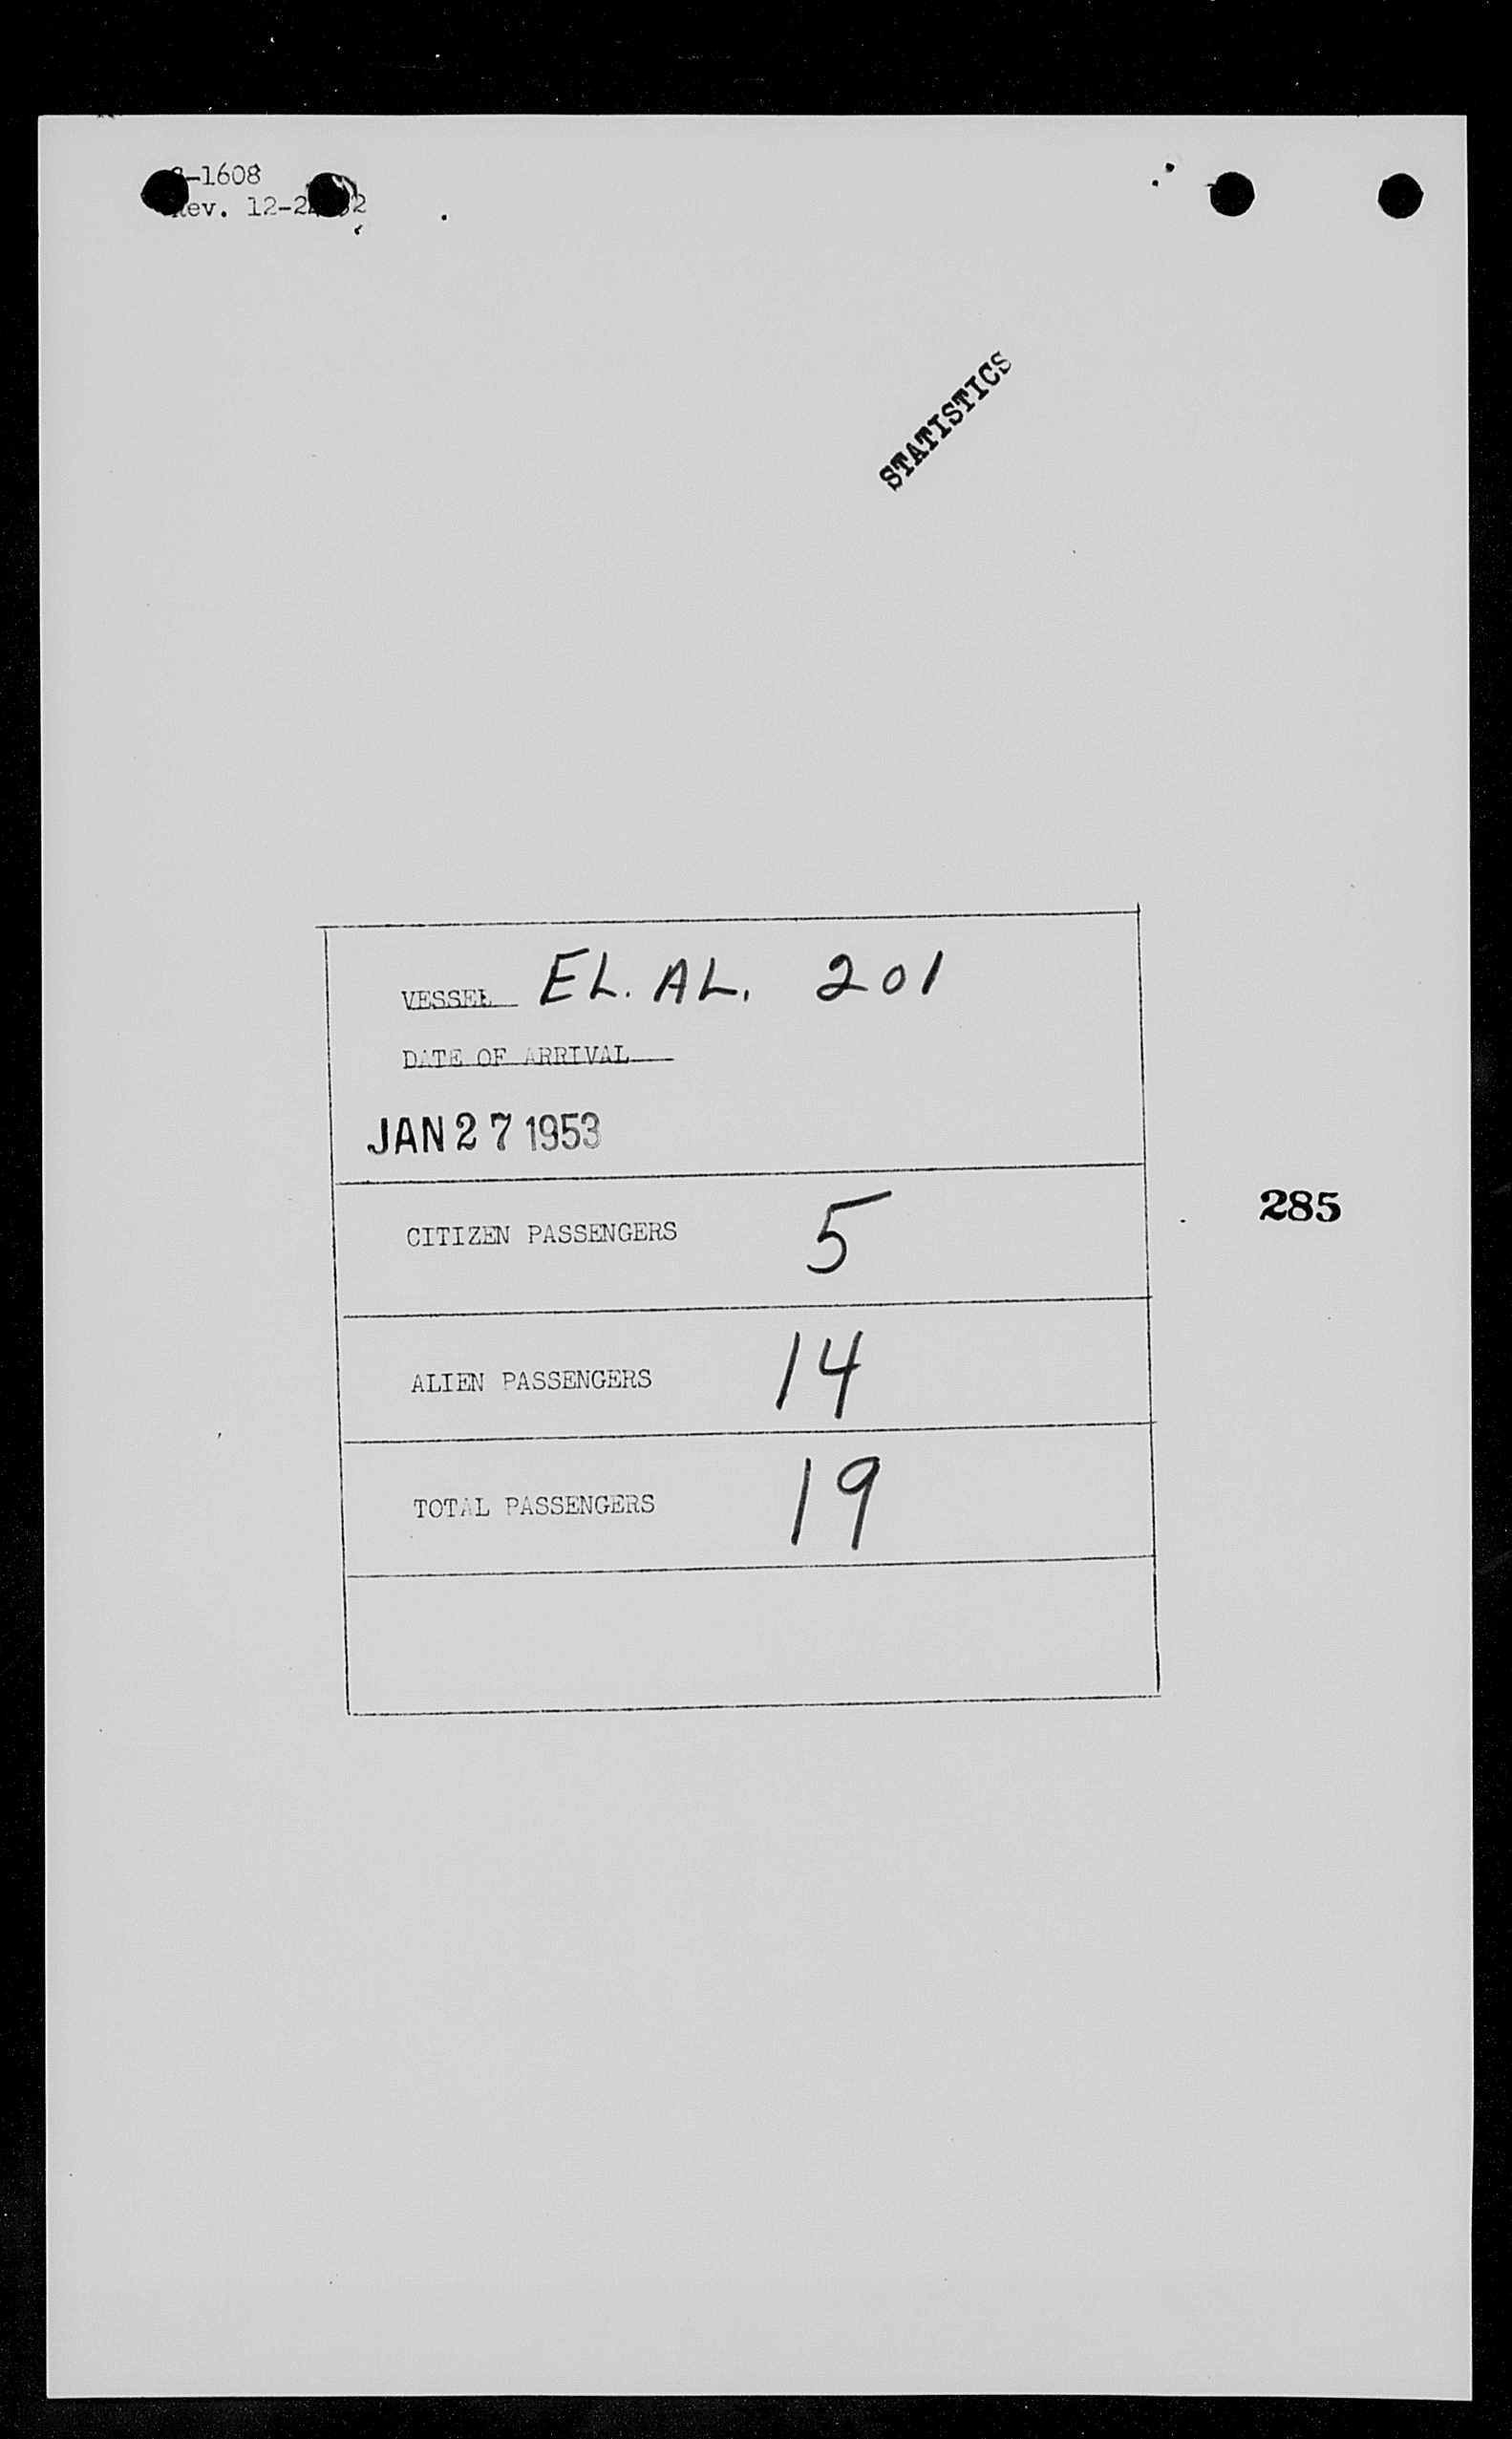 -1608
Rev. 12-2
STATISTICS
VESSEL EL. AL. 201
DATE OF ARRIVAL
JAN 27 1953
CITIZEN PASSENGERS 5
285
ALIEN PASSENGERS 14
TOTAL PASSENGERS 19